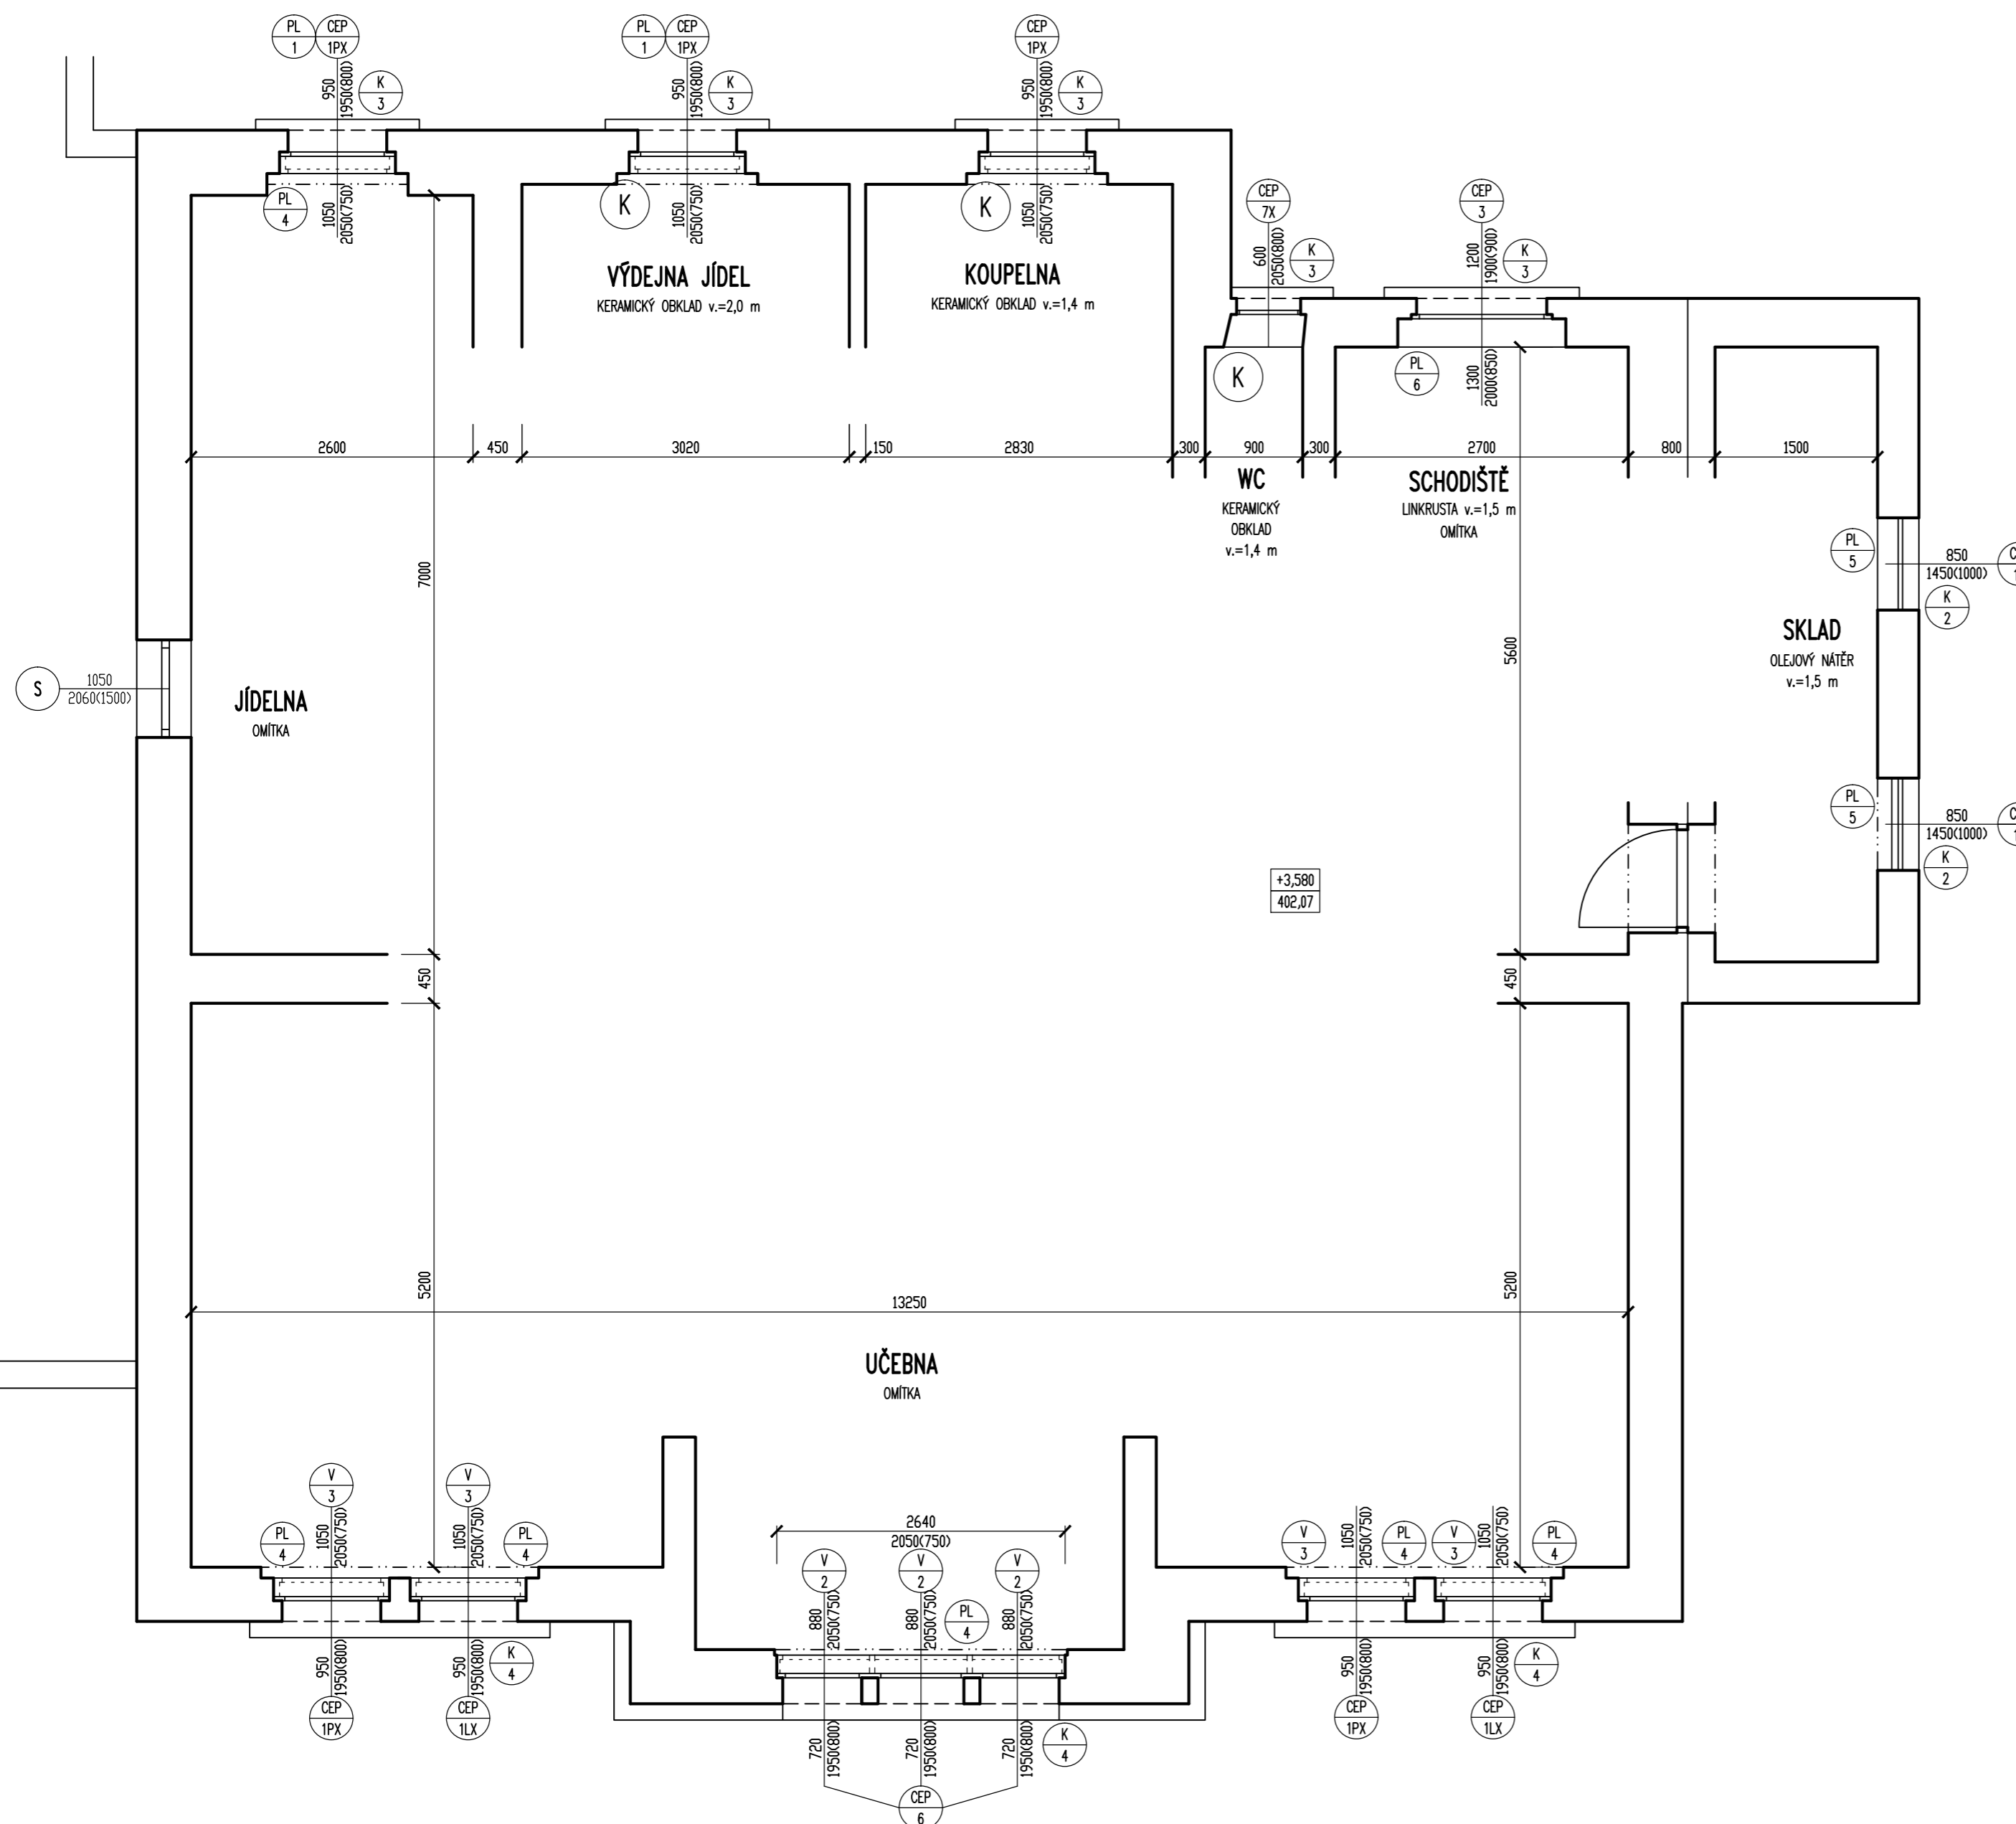 PL
1
CEP
1PX
PL
1
CEP
1PX
CEP
1PX
950
1950(800)
K
3
950
1950(800)
K
3
950
1950(800)
K
3
PL
4
1050
2050(750)
K
1050
2050(750)
K
1050
2050(750)
CEP
7X
CEP
3
600
2050(800)
K
3
1200
1900(900)
K
3
VÝDEJNA JÍDEL
KERAMICKÝ OBKLAD v.=2,0 m
KOUPELNA
KERAMICKÝ OBKLAD v.=1,4 m
K
PL
6
1300
2000(850)
2600
450
3020
150
2830
300
900
300
2700
800
1500
WC
KERAMICKÝ
OBKLAD
v.=1,4 m
SCHODIŠTĚ
LINKRUSTA v.=1,5 m
OMÍTKA
7000
5600
PL
5
850
1450(1000)
K
2
SKLAD
OLEJOVÝ NÁTĚR
v.=1,5 m
S
1050
2060(1500)
JÍDELNA
OMÍTKA
PL
5
850
1450(1000)
K
2
+3,580
402,07
450
450
5200
5200
13250
UČEBNA
OMÍTKA
V
3
V
3
PL
4
1050
2050(750)
1050
2050(750)
PL
4
2640
2050(750)
V
2
V
2
V
2
880
2050(750)
880
2050(750)
PL
4
880
2050(750)
V
3
1050
2050(750)
PL
4
V
3
1050
2050(750)
PL
4
950
1950(800)
950
1950(800)
K
4
CEP
1PX
CEP
1LX
720
1950(800)
720
1950(800)
720
1950(800)
K
4
CEP
6
950
1950(800)
950
1950(800)
K
4
CEP
1PX
CEP
1LX